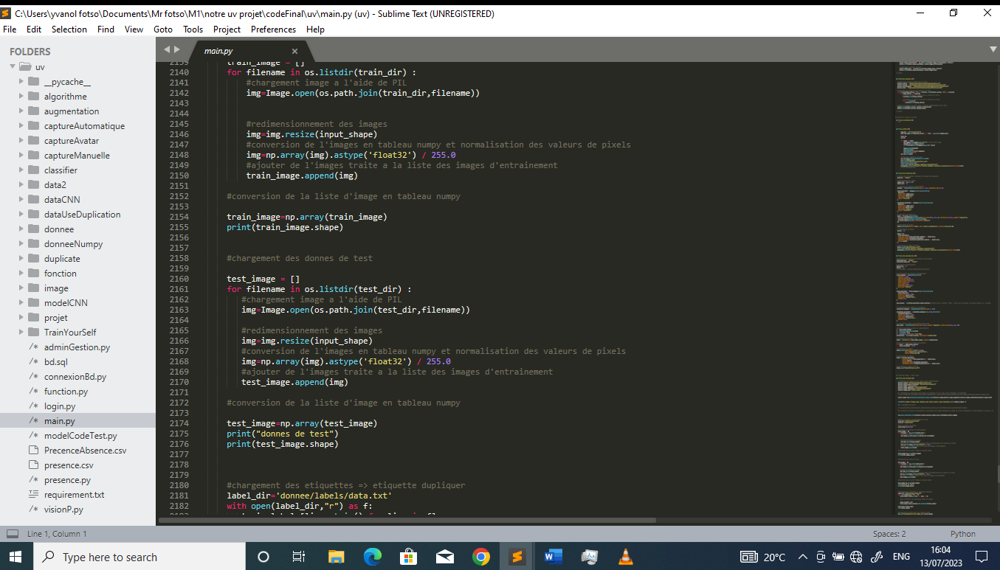 C:\Users\yvanol fotso\Documents\Mr fotso\M1\notre uv projet\codeFinal\uv\main.py (uv) - Sublime Text (UNREGISTERED)
File Edit Selection Find View Goto Tools Project Preferences Help
FOLDERS
uv
__pycache__
algorithme
augmentation
captureAutomatique
captureAvatar
captureManuelle
classifier
data2
dataCNN
dataUseDuplication
donnee
donneeNumpy
duplicate
fonction
image
modelCNN
projet
TrainYourSelf
/* adminGestion.py
/* bd.sql
/* connexionBd.py
/* function.py
/* login.py
/* main.py
/* modelCodeTest.py
PrecenceAbsence.csv
presence.csv
/* presence.py
requirement.txt
/* visionP.py
main.py
2139 train_image = []
2140 for filename in os.listdir(train_dir) :
2141 #chargement image a l'aide de PIL
2142 img=Image.open(os.path.join(train_dir,filename))
2143
2144
2145 #redimensionnement des images
2146 img=img.resize(input_shape)
2147 #conversion de l'images en tableau numpy et normalisation des valeurs de pixels
2148 img=np.array(img).astype('float32') / 255.0
2149 #ajouter de l'images traite a la liste des images d'entrainement
2150 train_image.append(img)
2151
2152 #conversion de la liste d'image en tableau numpy
2153
2154 train_image=np.array(train_image)
2155 print(train_image.shape)
2156
2157
2158 #chargement des donnes de test
2159
2160 test_image = []
2161 for filename in os.listdir(test_dir) :
2162 #chargement image a l'aide de PIL
2163 img=Image.open(os.path.join(test_dir,filename))
2164
2165 #redimensionnement des images
2166 img=img.resize(input_shape)
2167 #conversion de l'images en tableau numpy et normalisation des valeurs de pixels
2168 img=np.array(img).astype('float32') / 255.0
2169 #ajouter de l'images traite a la liste des images d'entrainement
2170 test_image.append(img)
2171
2172 #conversion de la liste d'image en tableau numpy
2173
2174 test_image=np.array(test_image)
2175 print("donnes de test")
2176 print(test_image.shape)
2177
2178
2179
2180 #chargement des etiquettes => etiquette dupliquer
2181 label_dir='donnee/labels/data.txt'
2182 with open(label_dir,"r") as f:
Line 1, Column 1
Spaces: 2
Python
Type here to search
20°C
ENG
16:04
13/07/2023